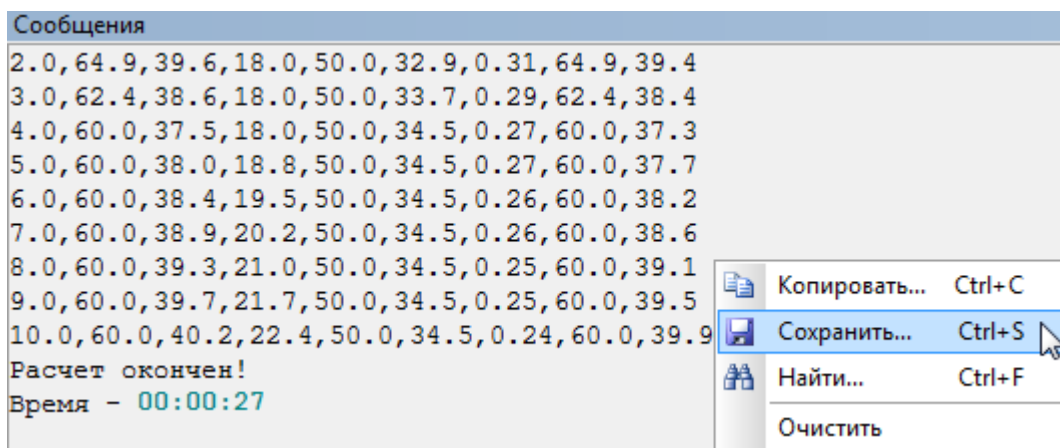 Сообщения
2.0,64.9,39.6,18.0,50.0,32.9,0.31,64.9,39.4
3.0,62.4,38.6,18.0,50.0,33.7,0.29,62.4,38.4
4.0,60.0,37.5,18.0,50.0,34.5,0.27,60.0,37.3
5.0,60.0,38.0,18.8,50.0,34.5,0.27,60.0,37.7
6.0,60.0,38.4,19.5,50.0,34.5,0.26,60.0,38.2
7.0,60.0,38.9,20.2,50.0,34.5,0.26,60.0,38.6
8.0,60.0,39.3,21.0,50.0,34.5,0.25,60.0,39.1
9.0,60.0,39.7,21.7,50.0,34.5,0.25,60.0,39.5
10.0,60.0,40.2,22.4,50.0,34.5,0.24,60.0,39.9
Расчет окончен!
Время - 00:00:27
Копировать... Ctrl+C
Сохранить... Ctrl+S
Найти... Ctrl+F
Очистить